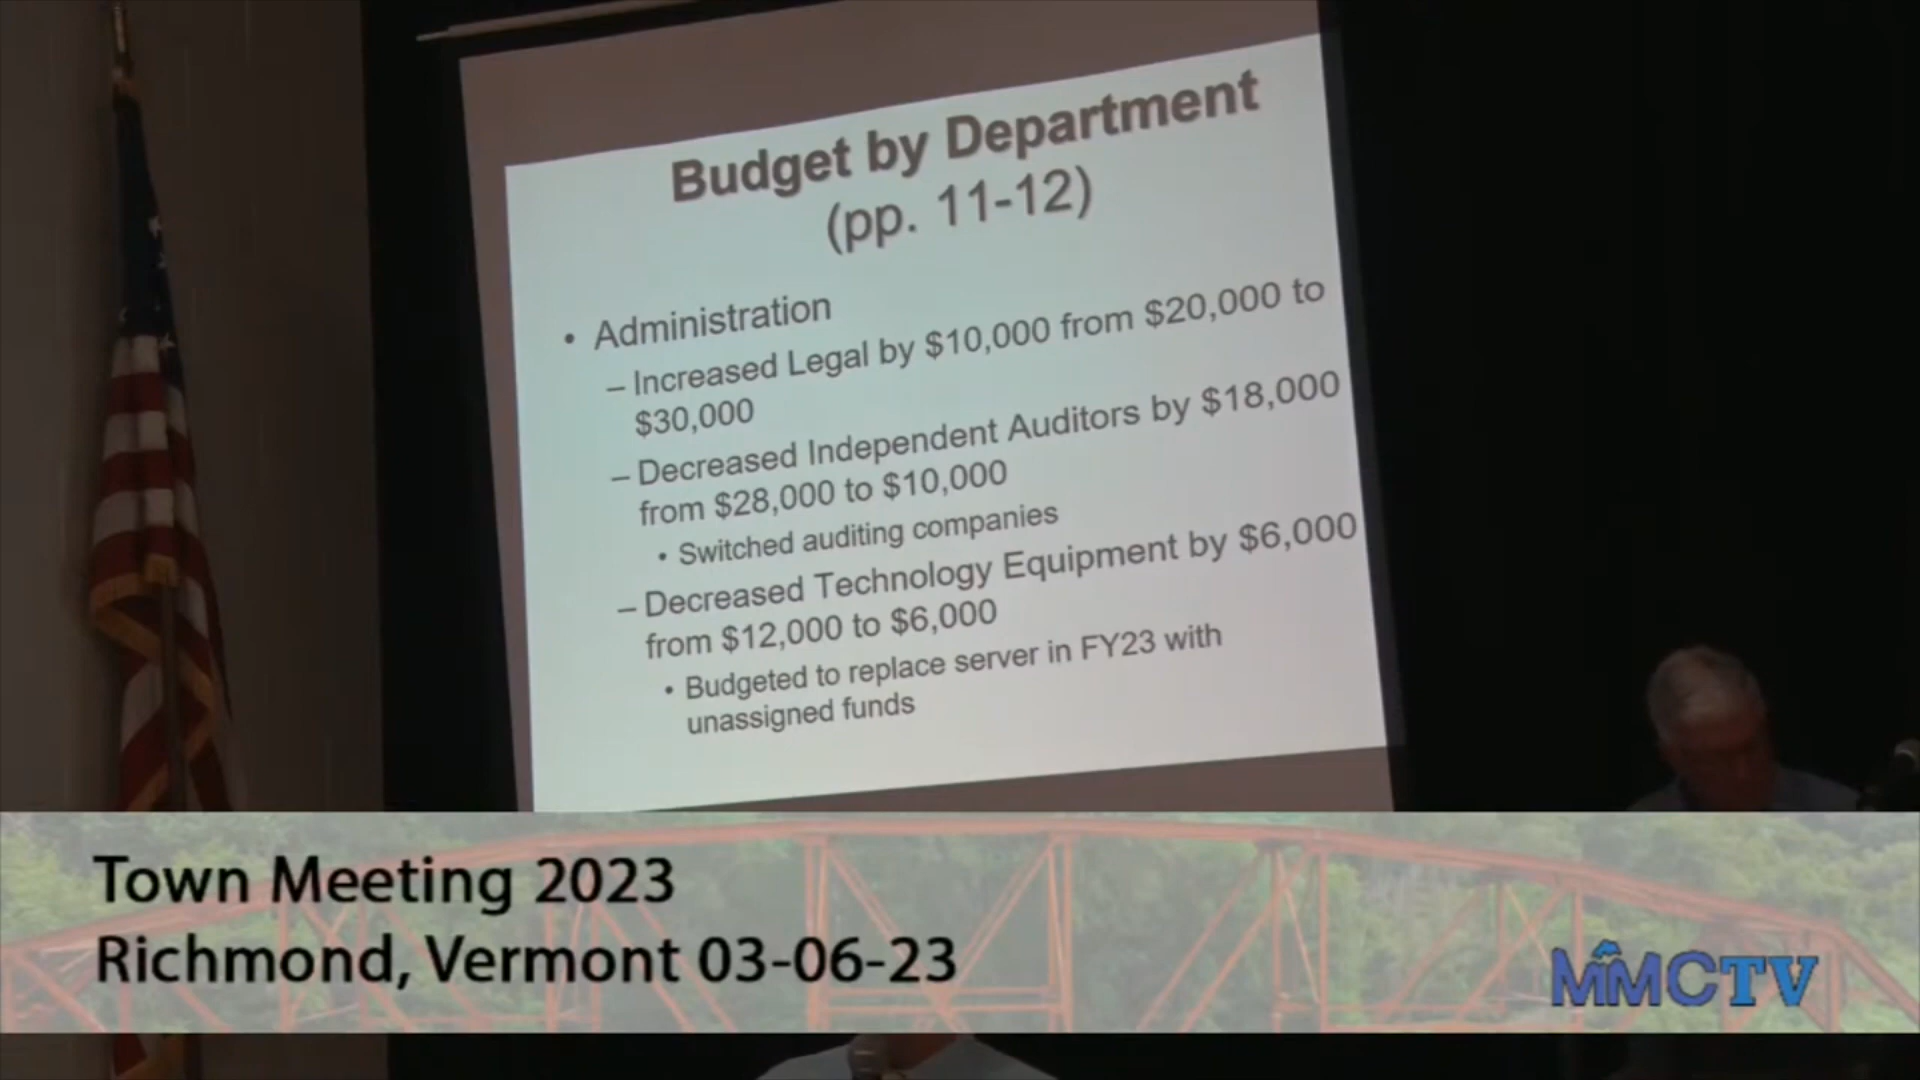 Budget by Department
(pp. 11-12)
• Administration
– Increased Legal by $10,000 from $20,000 to
$30,000
– Decreased Independent Auditors by $18,000
from $28,000 to $10,000
• Switched auditing companies
– Decreased Technology Equipment by $6,000
from $12,000 to $6,000
• Budgeted to replace server in FY23 with
unassigned funds
Town Meeting 2023
Richmond, Vermont 03-06-23
MMCTV